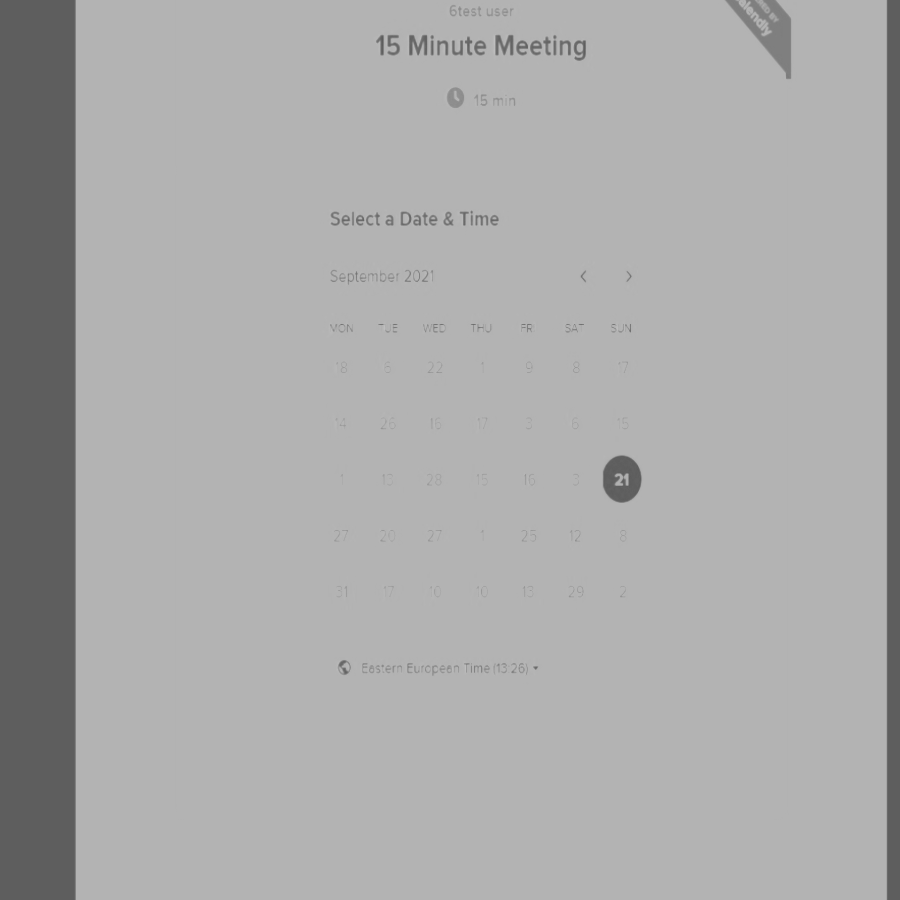 6test user
15 Minute Meeting
15 min
Select a Date & Time
September 2021
MON TUE WED THU FRI SAT SUN
18 6 22 1 9 8 17
14 26 16 17 3 6 15
1 13 28 15 16 3 21
27 20 27 1 25 12 8
31 17 10 10 13 29 2
Eastern European Time (13:26)